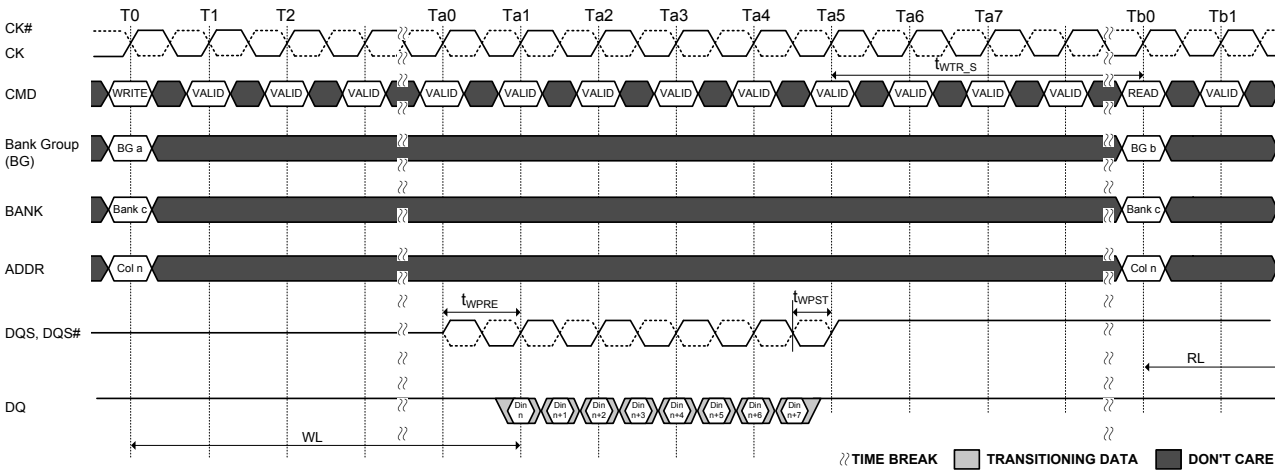 T0 T1 T2 Ta0 Ta1 Ta2 Ta3 Ta4 Ta5 Ta6 Ta7 Tb0 Tb1
CK#
CK
tWTR_S
CMD WRITE VALID VALID VALID VALID VALID VALID VALID VALID VALID VALID VALID VALID READ VALID
Bank Group
(BG)
BG a BG b
BANK Bank c Bank c
ADDR Col n Col n
tWPRE tWPST
DQS, DQS#
RL
DQ Din n Din n+1 Din n+2 Din n+3 Din n+4 Din n+5 Din n+6 Din n+7
WL
TIME BREAK TRANSITIONING DATA DON'T CARE